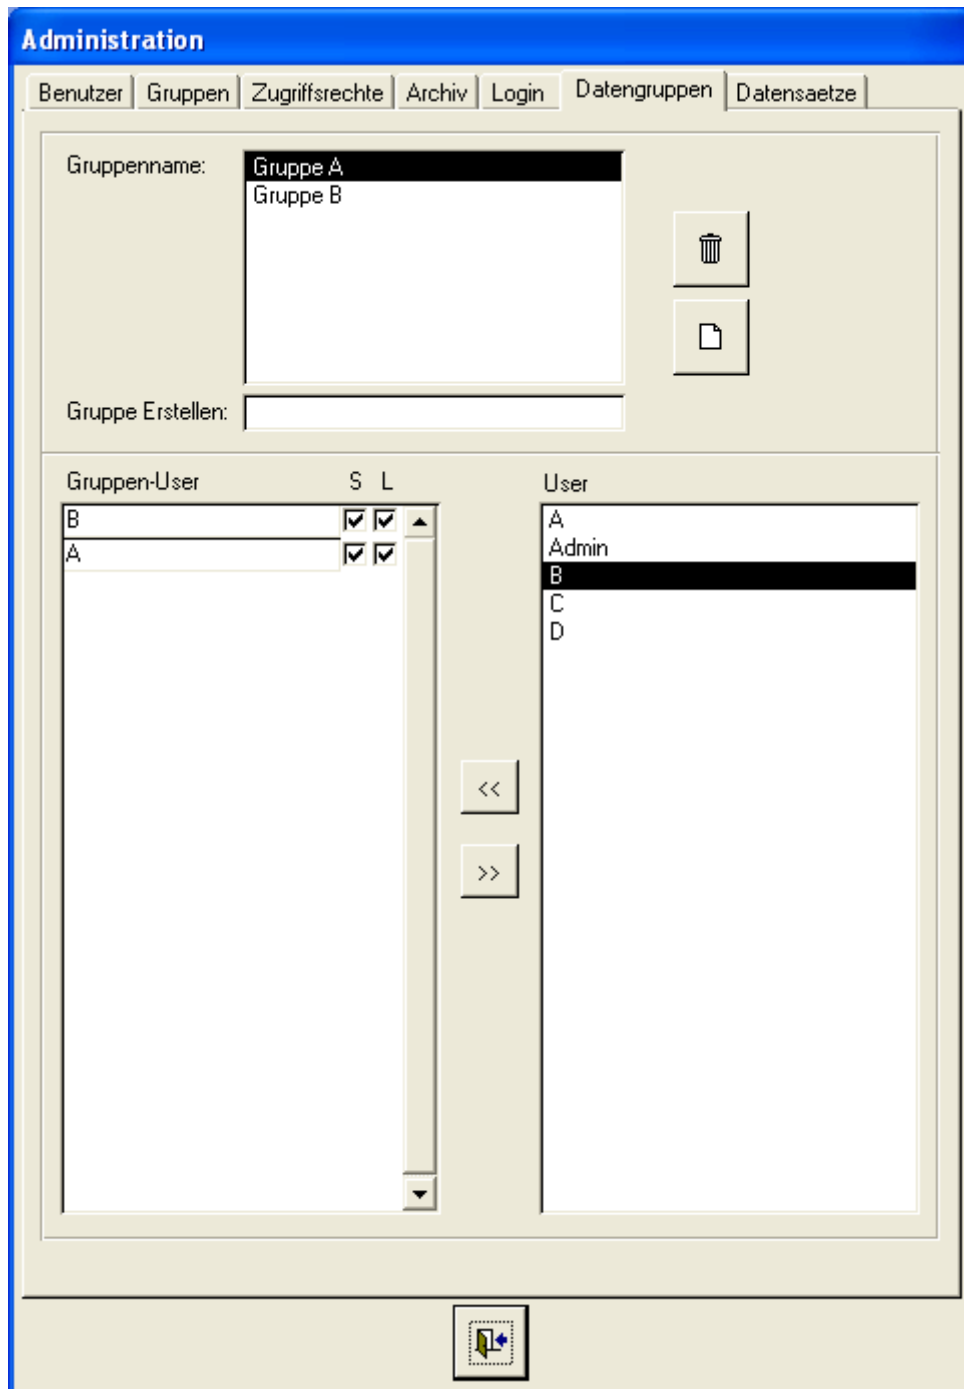 Administration
Benutzer Gruppen Zugriffsrechte Archiv Login Datengruppen Datensaetze
Gruppenname:
Gruppe A
Gruppe B
Gruppe Erstellen:
Gruppen-User S L
B
A
User
A
Admin
B
C
D
<<
>>